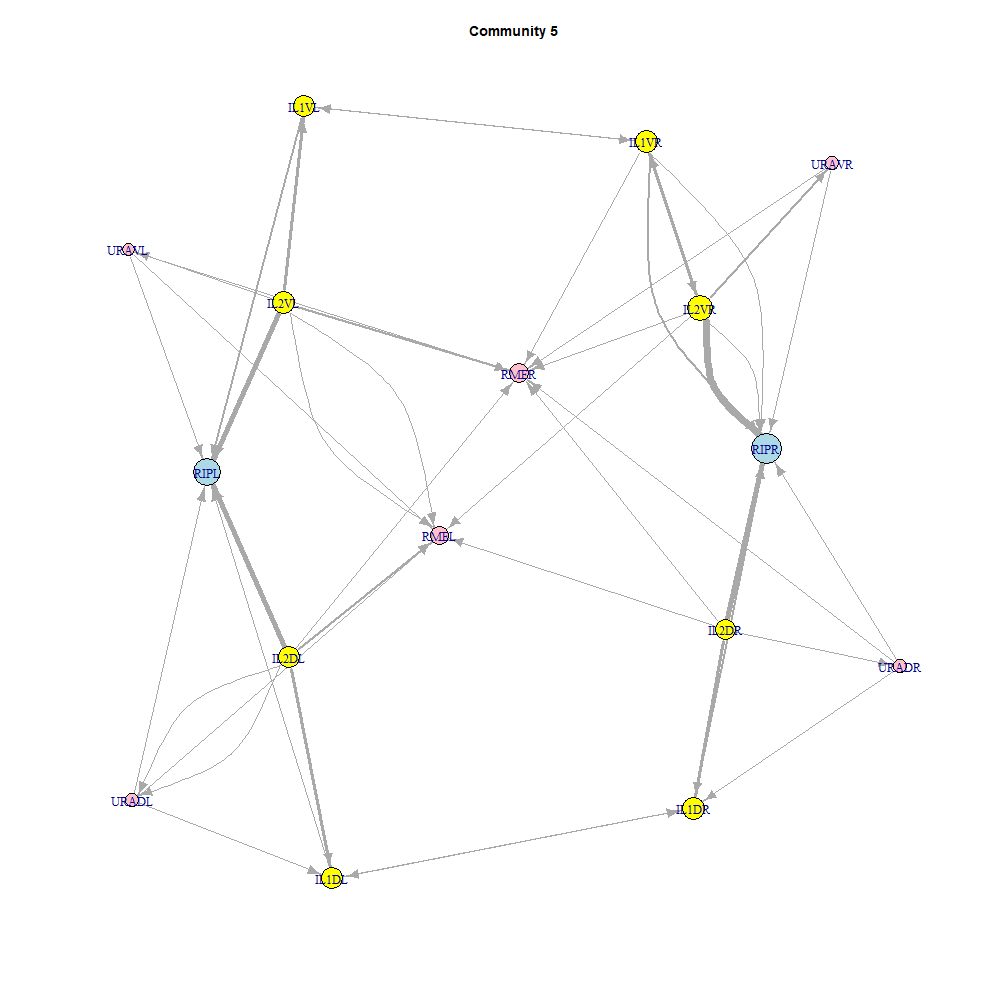 Community 5
IL1VL
IL1VR
URAVR
URAVL
IL2VL
IL2VR
RMER
RIPR
RIPL
RMEL
IL2DR
IL2DL
URADR
URADL
IL1DR
IL1DL